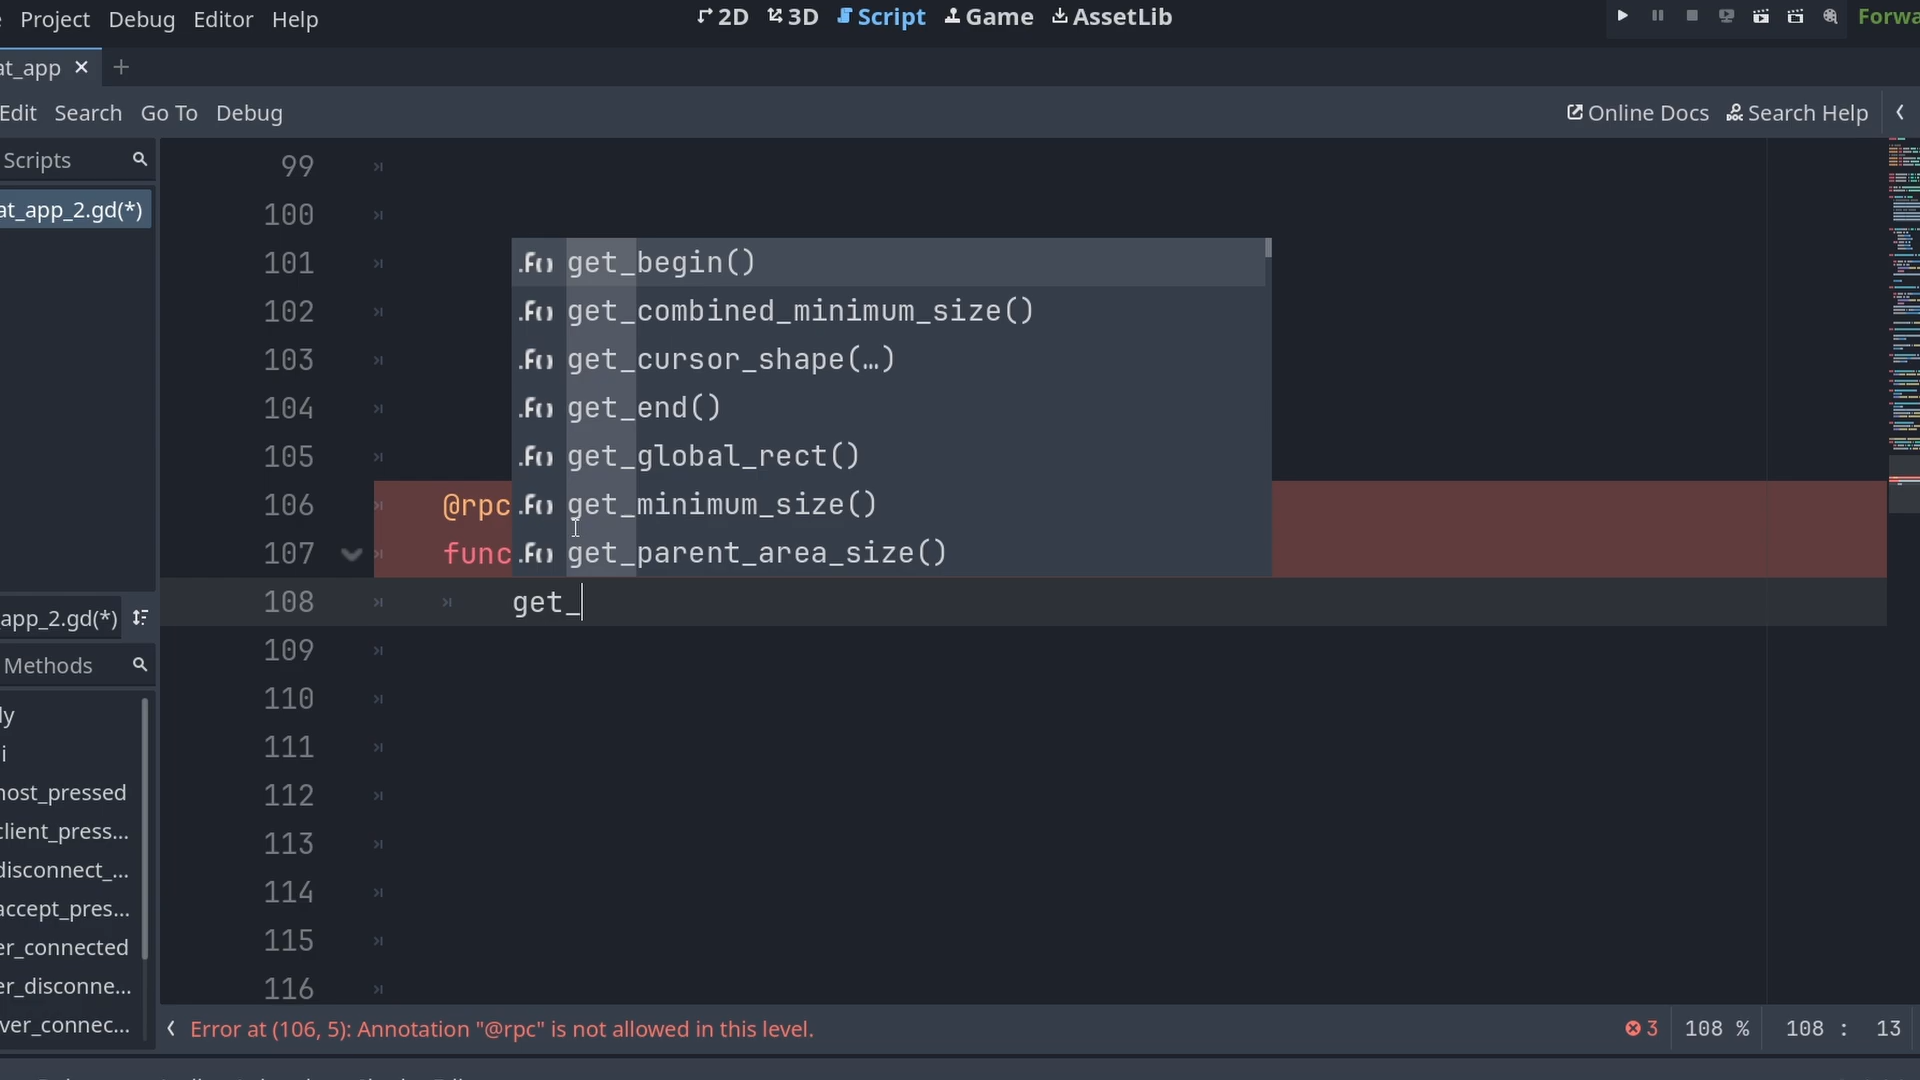 Project Debug Editor Help 2D 3D Script Game AssetLib Forwa
at_app
Edit Search Go To Debug Online Docs Search Help
Scripts
at_app_2.gd(*)
99
100
101 get_begin()
102 get_combined_minimum_size()
103 get_cursor_shape(…)
104 get_end()
105 get_global_rect()
106 @rpc get_minimum_size()
107 func get_parent_area_size()
108 get_
app_2.gd(*)
109
Methods
110
ly
111
i
112
host_pressed
113
client_press...
disconnect_...
114
accept_pres...
115
er_connected
116
er_disconne...
ver_connec...
Error at (106, 5): Annotation "@rpc" is not allowed in this level. 3 108 % 108 : 13